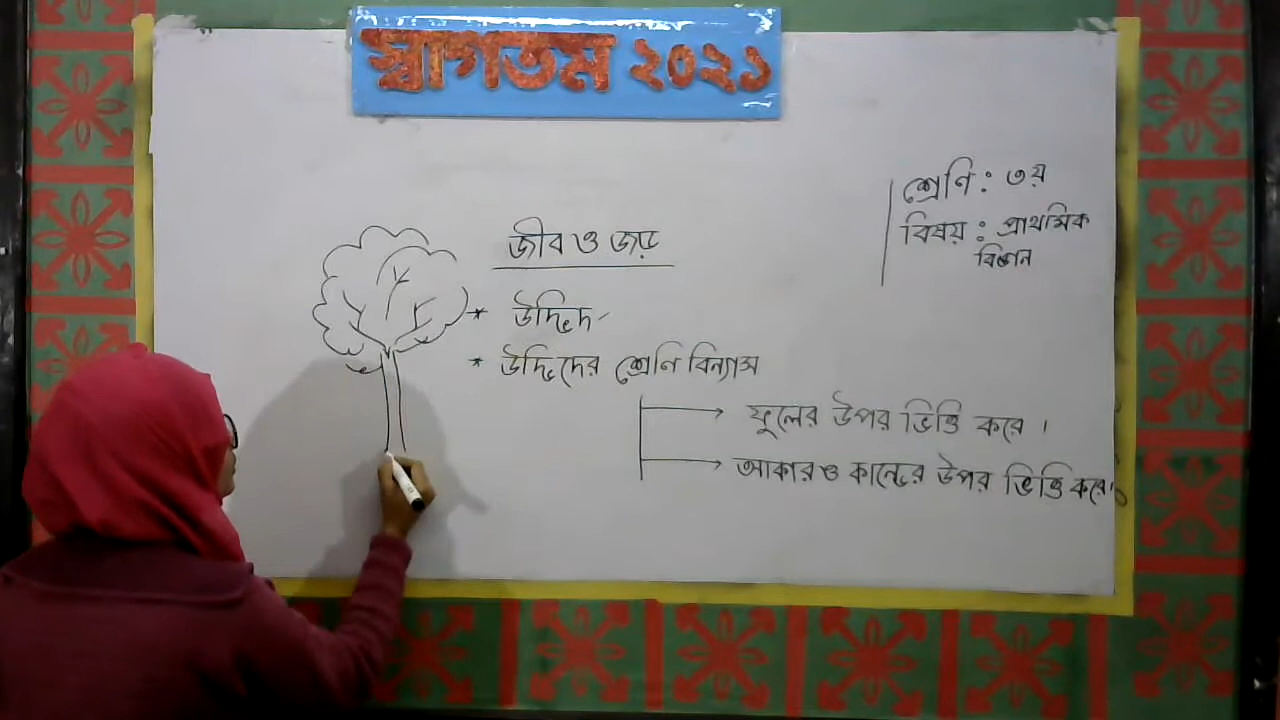 স্বাগতম ২০২১
শ্রেণি : ৩য়
বিষয় : প্রাথমিক
বিজ্ঞান
জীব ও জড়
* উদ্ভিদ
* উদ্ভিদের শ্রেণি বিন্যাস
ফুলের উপর ভিত্তি করে ।
আকার ও কান্ডের উপর ভিত্তি করে ।